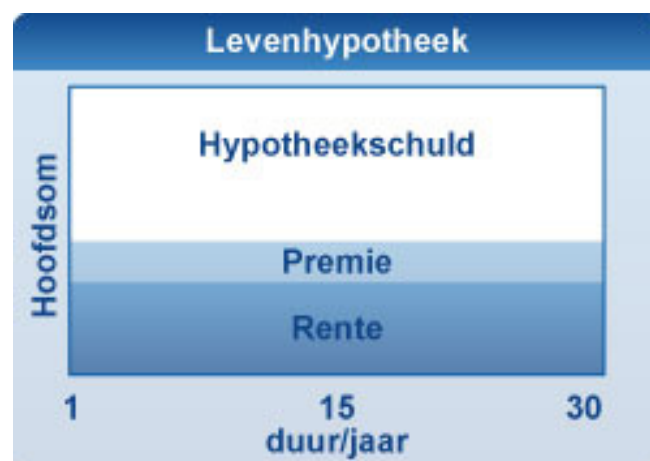 Levenhypotheek
Hypotheekschuld
Premie
Rente
Hoofdsom
1 15 30
duur/jaar